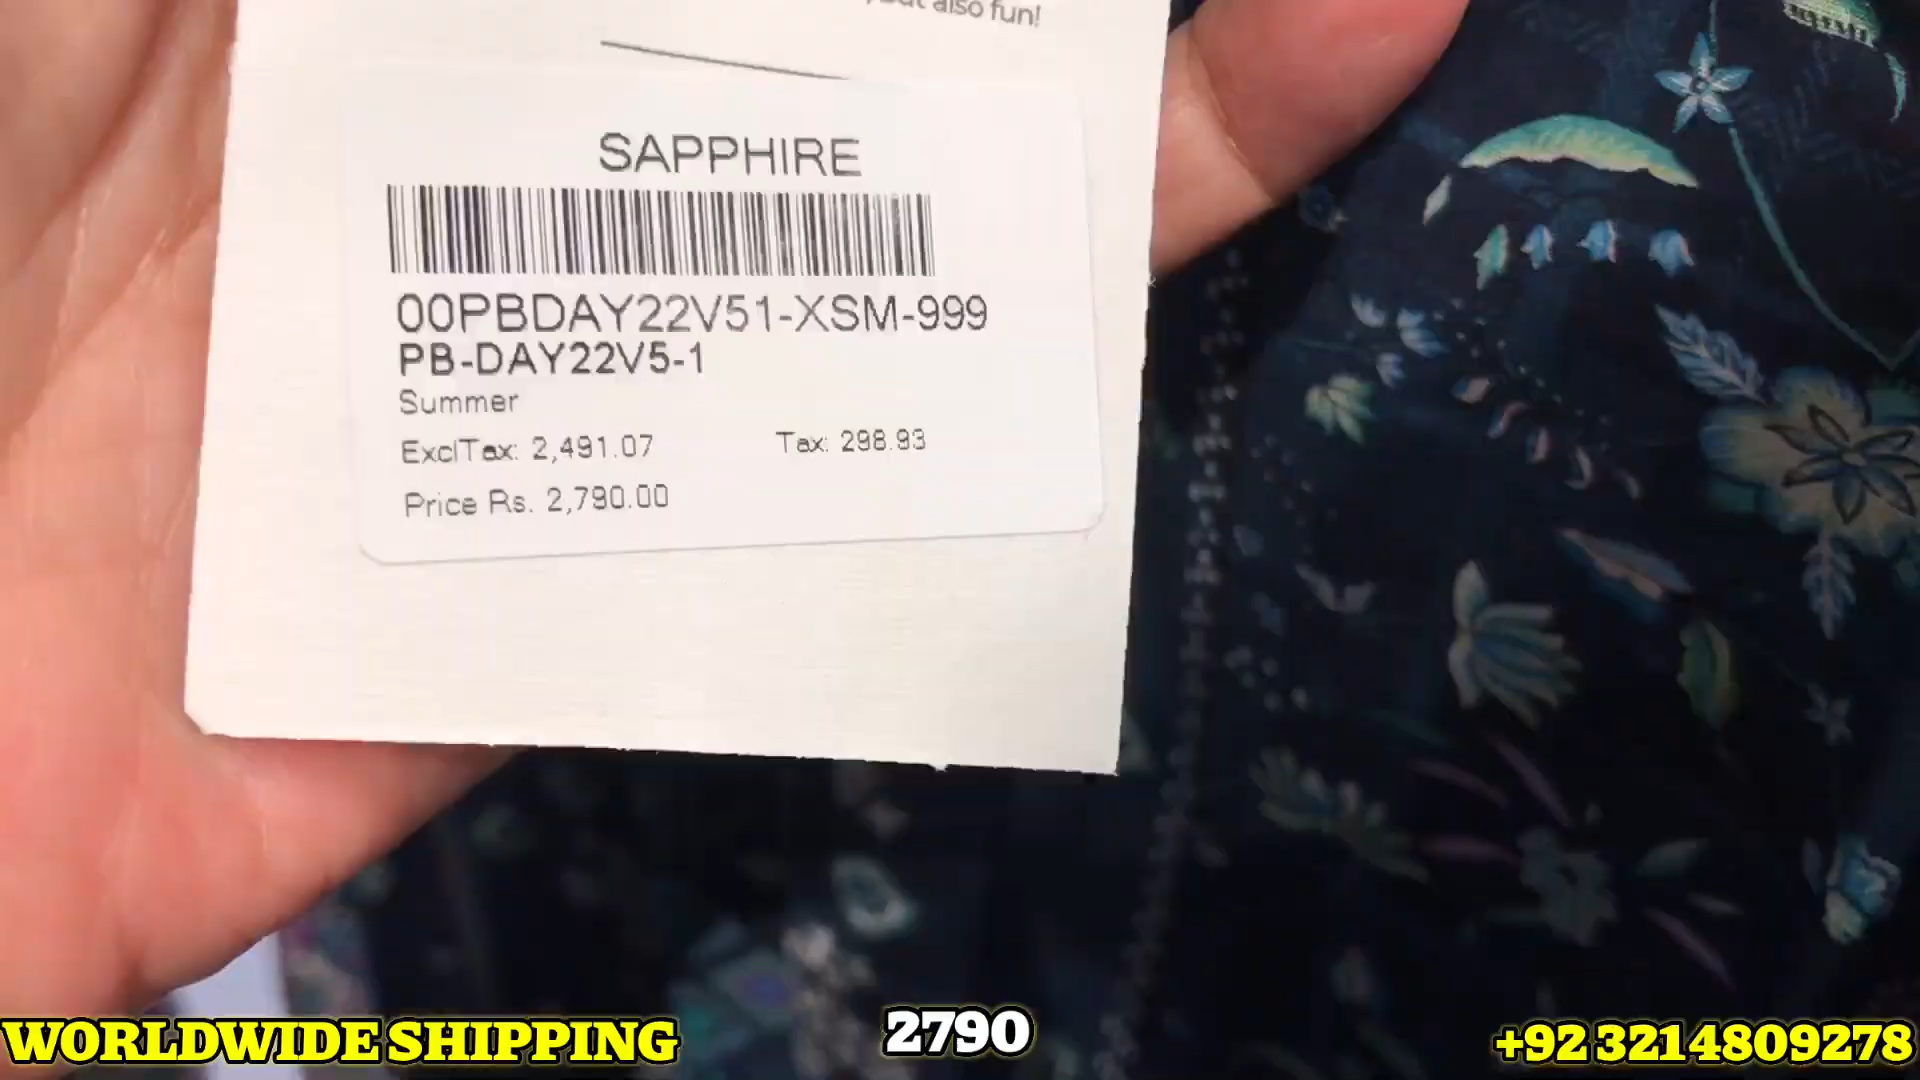 but also fun!
SAPPHIRE
00PBDAY22V51-XSM-999
PB-DAY22V5-1
Summer
ExclTax: 2,491.07 Tax: 298.93
Price Rs. 2,790.00
WORLDWIDE SHIPPING 2790 +92 3214809278